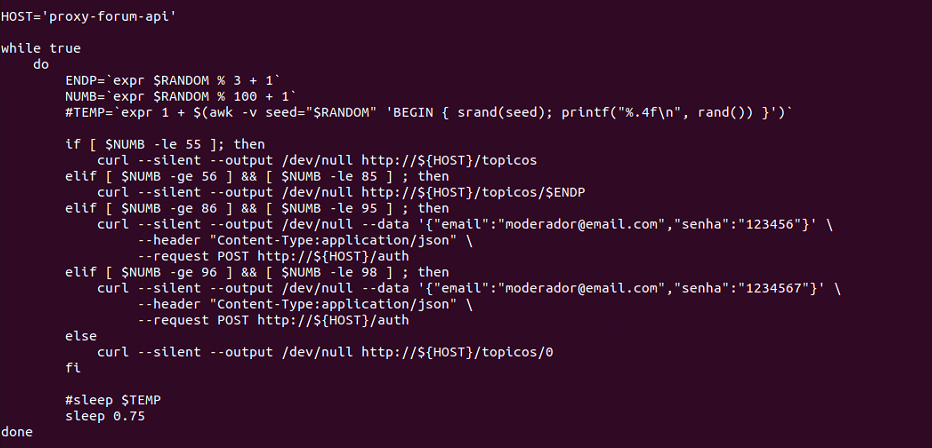 HOST='proxy-forum-api'

while true
    do
        ENDP=`expr $RANDOM % 3 + 1`
        NUMB=`expr $RANDOM % 100 + 1`
        #TEMP=`expr 1 + $(awk -v seed="$RANDOM" 'BEGIN { srand(seed); printf("%.4f\n", rand()) }')`

        if [ $NUMB -le 55 ]; then
            curl --silent --output /dev/null http://${HOST}/topicos
        elif [ $NUMB -ge 56 ] && [ $NUMB -le 85 ] ; then
            curl --silent --output /dev/null http://${HOST}/topicos/$ENDP
        elif [ $NUMB -ge 86 ] && [ $NUMB -le 95 ] ; then
            curl --silent --output /dev/null --data '{"email":"moderador@email.com","senha":"123456"}' \
                 --header "Content-Type:application/json" \
                 --request POST http://${HOST}/auth
        elif [ $NUMB -ge 96 ] && [ $NUMB -le 98 ] ; then
            curl --silent --output /dev/null --data '{"email":"moderador@email.com","senha":"1234567"}' \
                 --header "Content-Type:application/json" \
                 --request POST http://${HOST}/auth
        else
            curl --silent --output /dev/null http://${HOST}/topicos/0
        fi

        #sleep $TEMP
        sleep 0.75
done